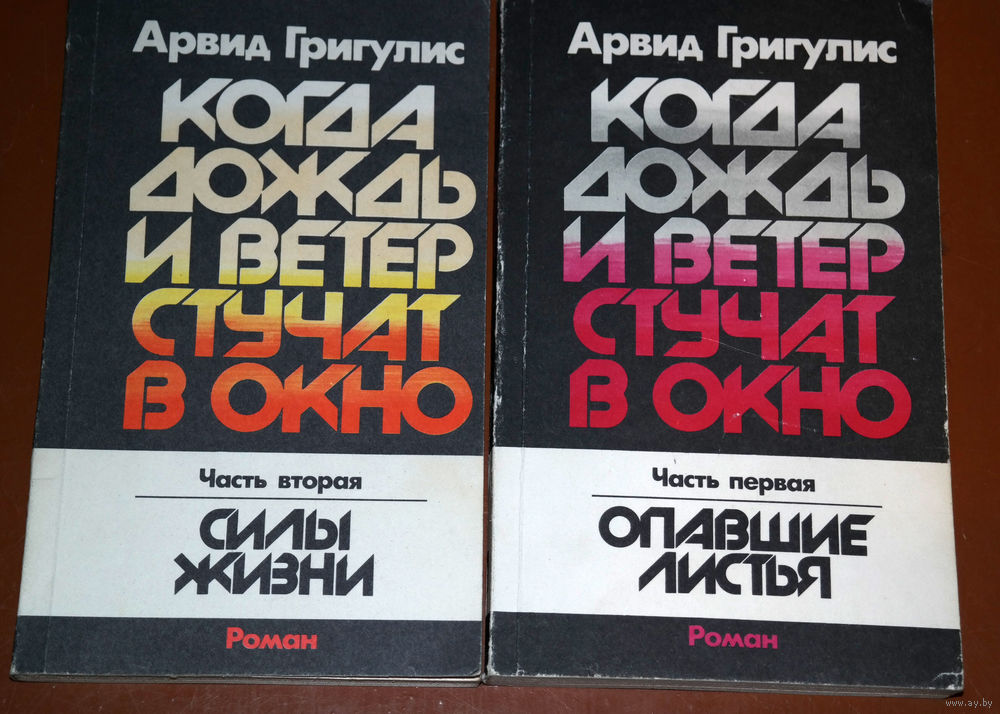 Арвид Григулис
КОГДА
ДОЖДЬ
И ВЕТЕР
СТУЧАТ
В ОКНО
Часть вторая
СИЛЫ
ЖИЗНИ
Роман
Арвид Григулис
КОГДА
ДОЖДЬ
И ВЕТЕР
СТУЧАТ
В ОКНО
Часть первая
ОПАВШИЕ
ЛИСТЬЯ
Роман
www.ay.by